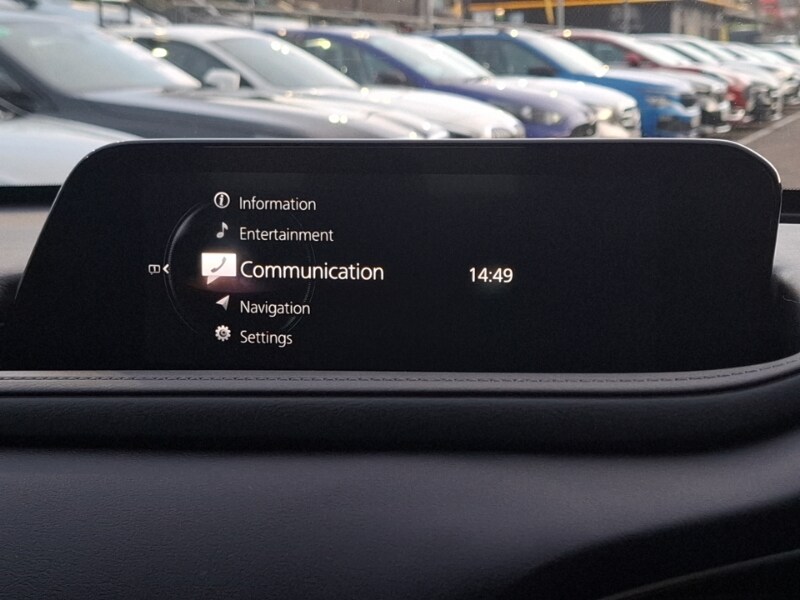 Information
Entertainment
Communication
14:49
Navigation
Settings